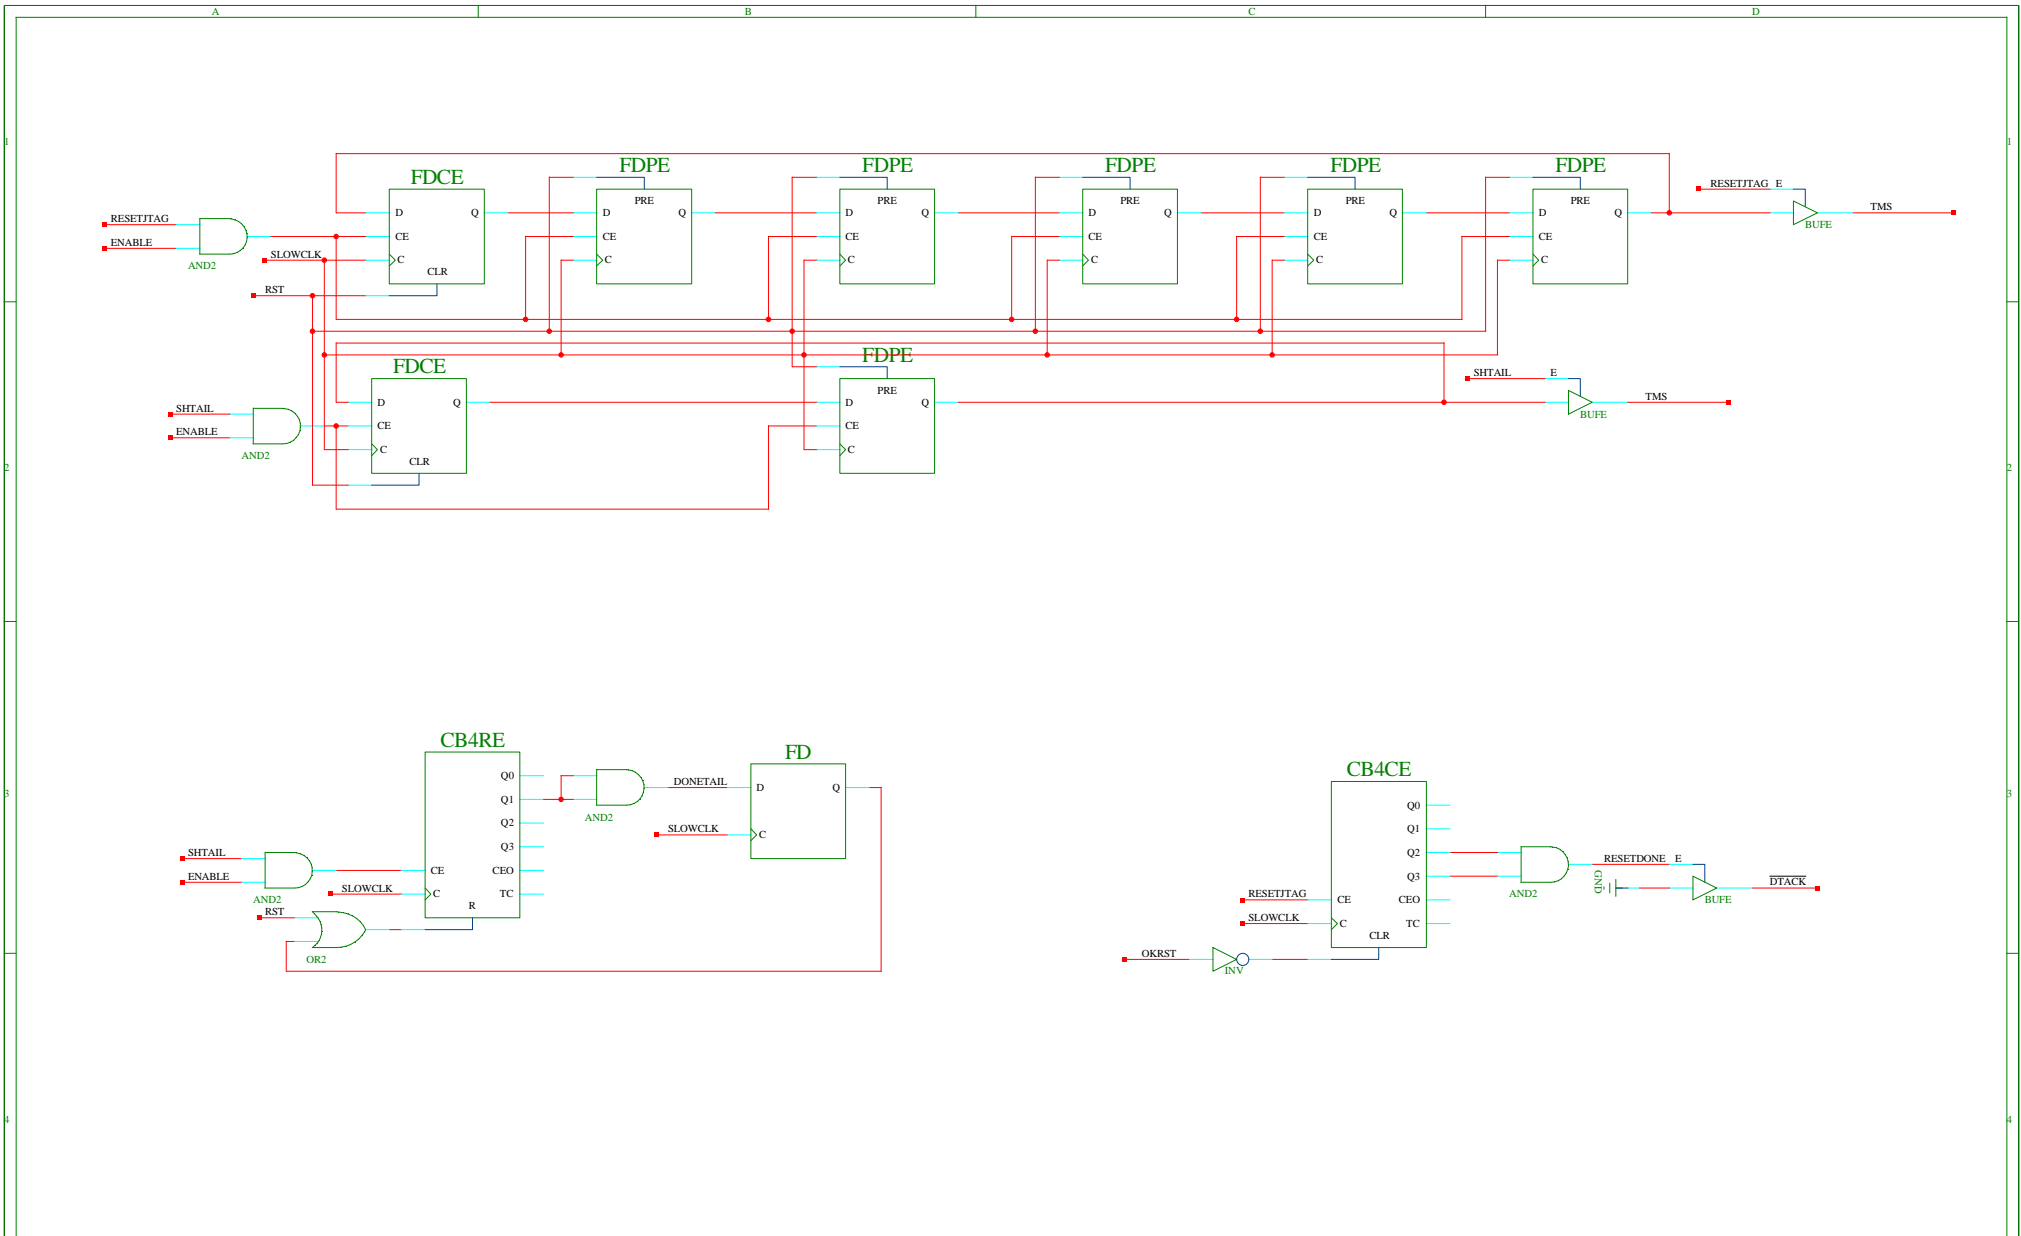 A B C D
1 1
FDCE FDPE FDPE FDPE FDPE FDPE
RESETJTAG E
PRE PRE PRE PRE PRE
D Q D Q D Q D Q D Q D Q TMS
RESETJTAG
BUFE
CE CE CE CE CE CE
ENABLE
SLOWCLK C C C C C C
AND2
CLR
RST
FDCE FDPE
SHTAIL E
PRE
D Q D Q TMS
SHTAIL
BUFE
CE CE
ENABLE
C C
AND2
CLR
2 2
CB4RE FD
CB4CE
Q0
DONETAIL D Q
3 3
Q1
Q0
AND2
Q2
Q1
SLOWCLK C
Q3
SHTAIL
Q2
RESETDONE E
CE CEO
ENABLE
Q3
GND
DTACK
SLOWCLK C TC
AND2
BUFE
AND2
RESETJTAG CE CEO
R
RST
SLOWCLK C TC
CLR
OR2
OKRST
INV
4 4